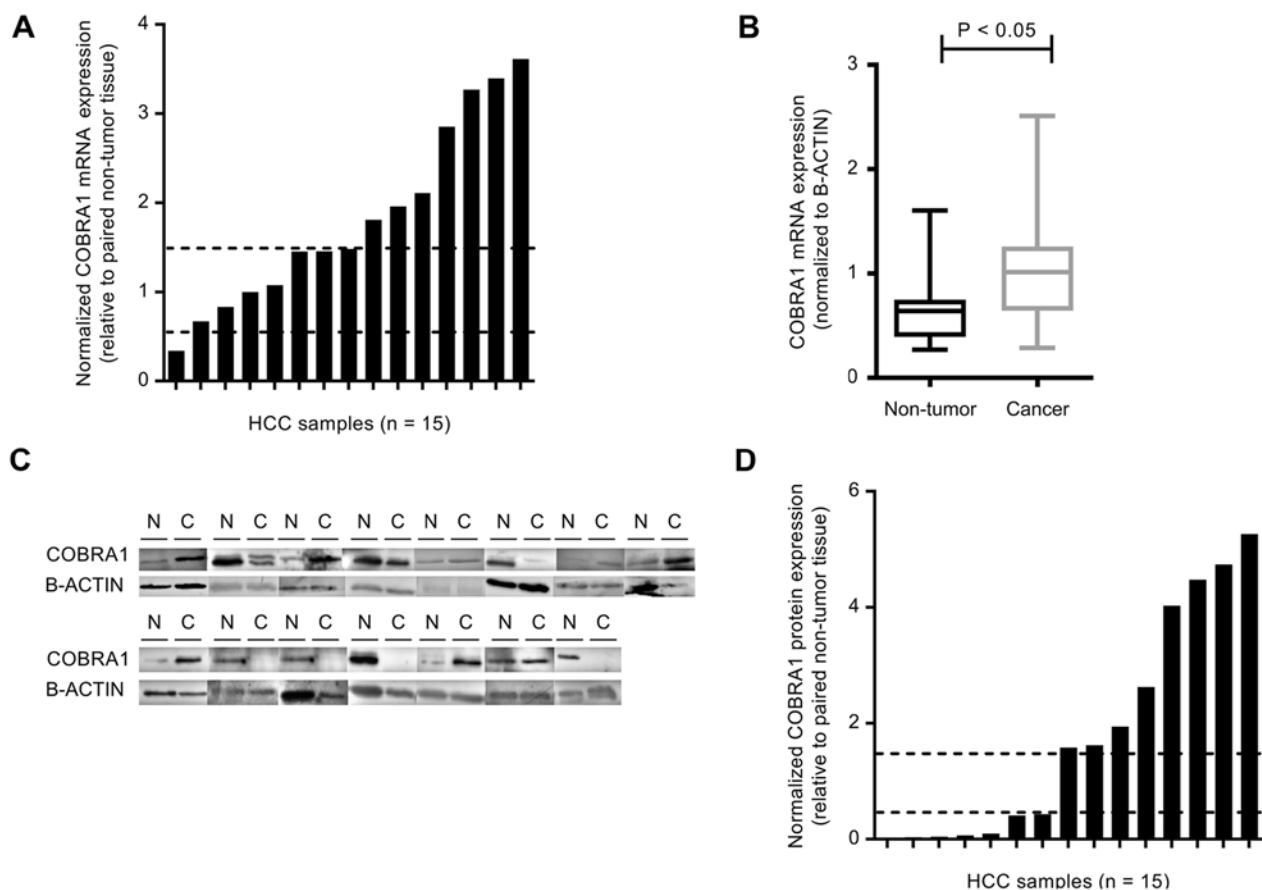 A
Normalized COBRA1 mRNA expression
(relative to paired non-tumor tissue)
4
3
2
1
0
HCC samples (n = 15)
B
P < 0.05
COBRA1 mRNA expression
(normalized to B-ACTIN)
3
2
1
0
Non-tumor Cancer
C
N C N C N C N C N C N C N C N C
COBRA1
B-ACTIN
N C N C N C N C N C N C N C
COBRA1
B-ACTIN
D
Normalized COBRA1 protein expression
(relative to paired non-tumor tissue)
6
4
2
0
HCC samples (n = 15)